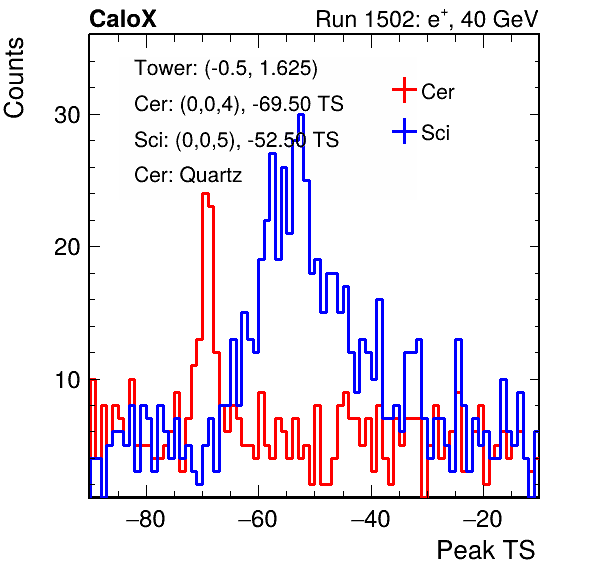 CaloX
Run 1502: e+, 40 GeV
Counts
Tower: (-0.5, 1.625)
Cer: (0,0,4), -69.50 TS
Sci: (0,0,5), -52.50 TS
Cer: Quartz
Cer
Sci
30
20
10
−80 −60 −40 −20
Peak TS